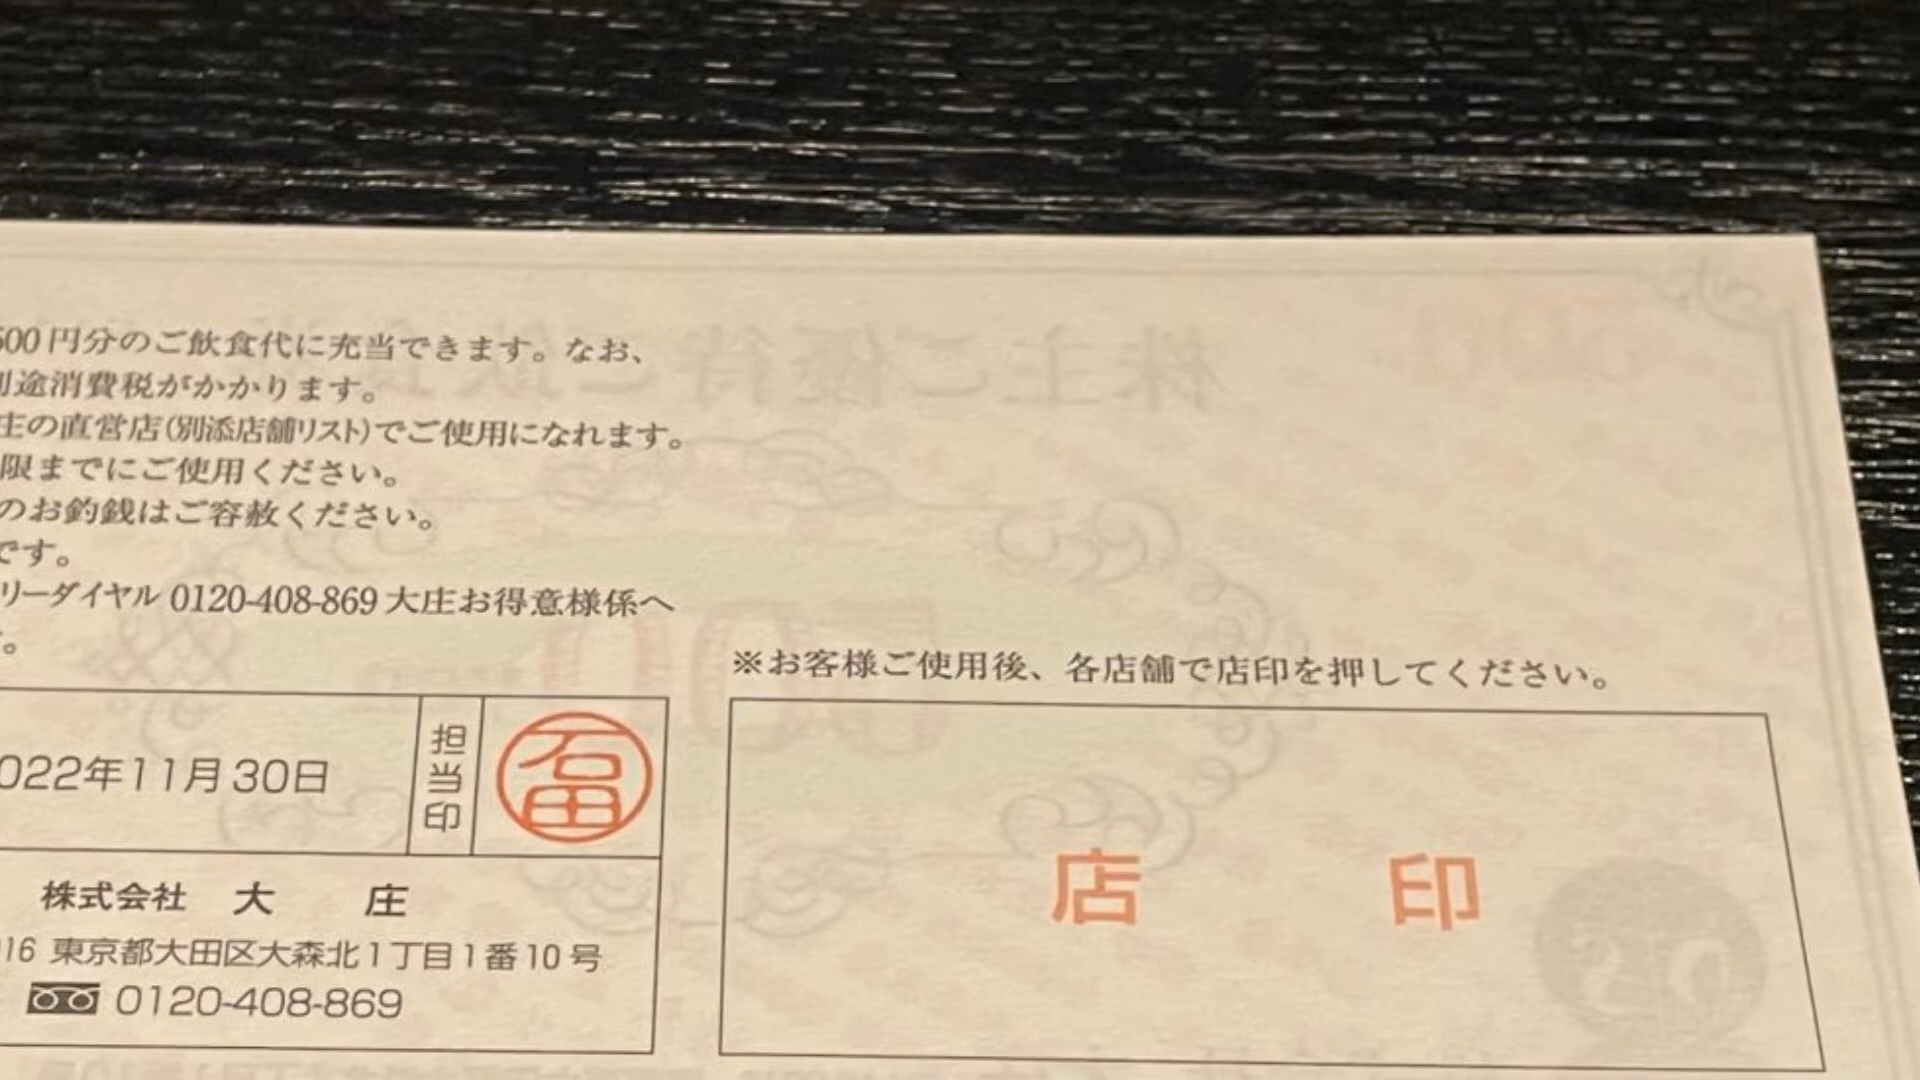 500円分のご飲食代に充当できます。なお、
別途消費税がかかります。
庄の直営店(別添店舗リスト)でご使用になれます。
限までにご使用ください。
のお釣銭はご容赦ください。
です。
リーダイヤル 0120-408-869 大庄お得意様係へ
。
※お客様ご使用後、各店舗で店印を押してください。
022年11月30日
担当印
石田
店印
株式会社 大庄
016 東京都大田区大森北1丁目1番10号
0120-408-869